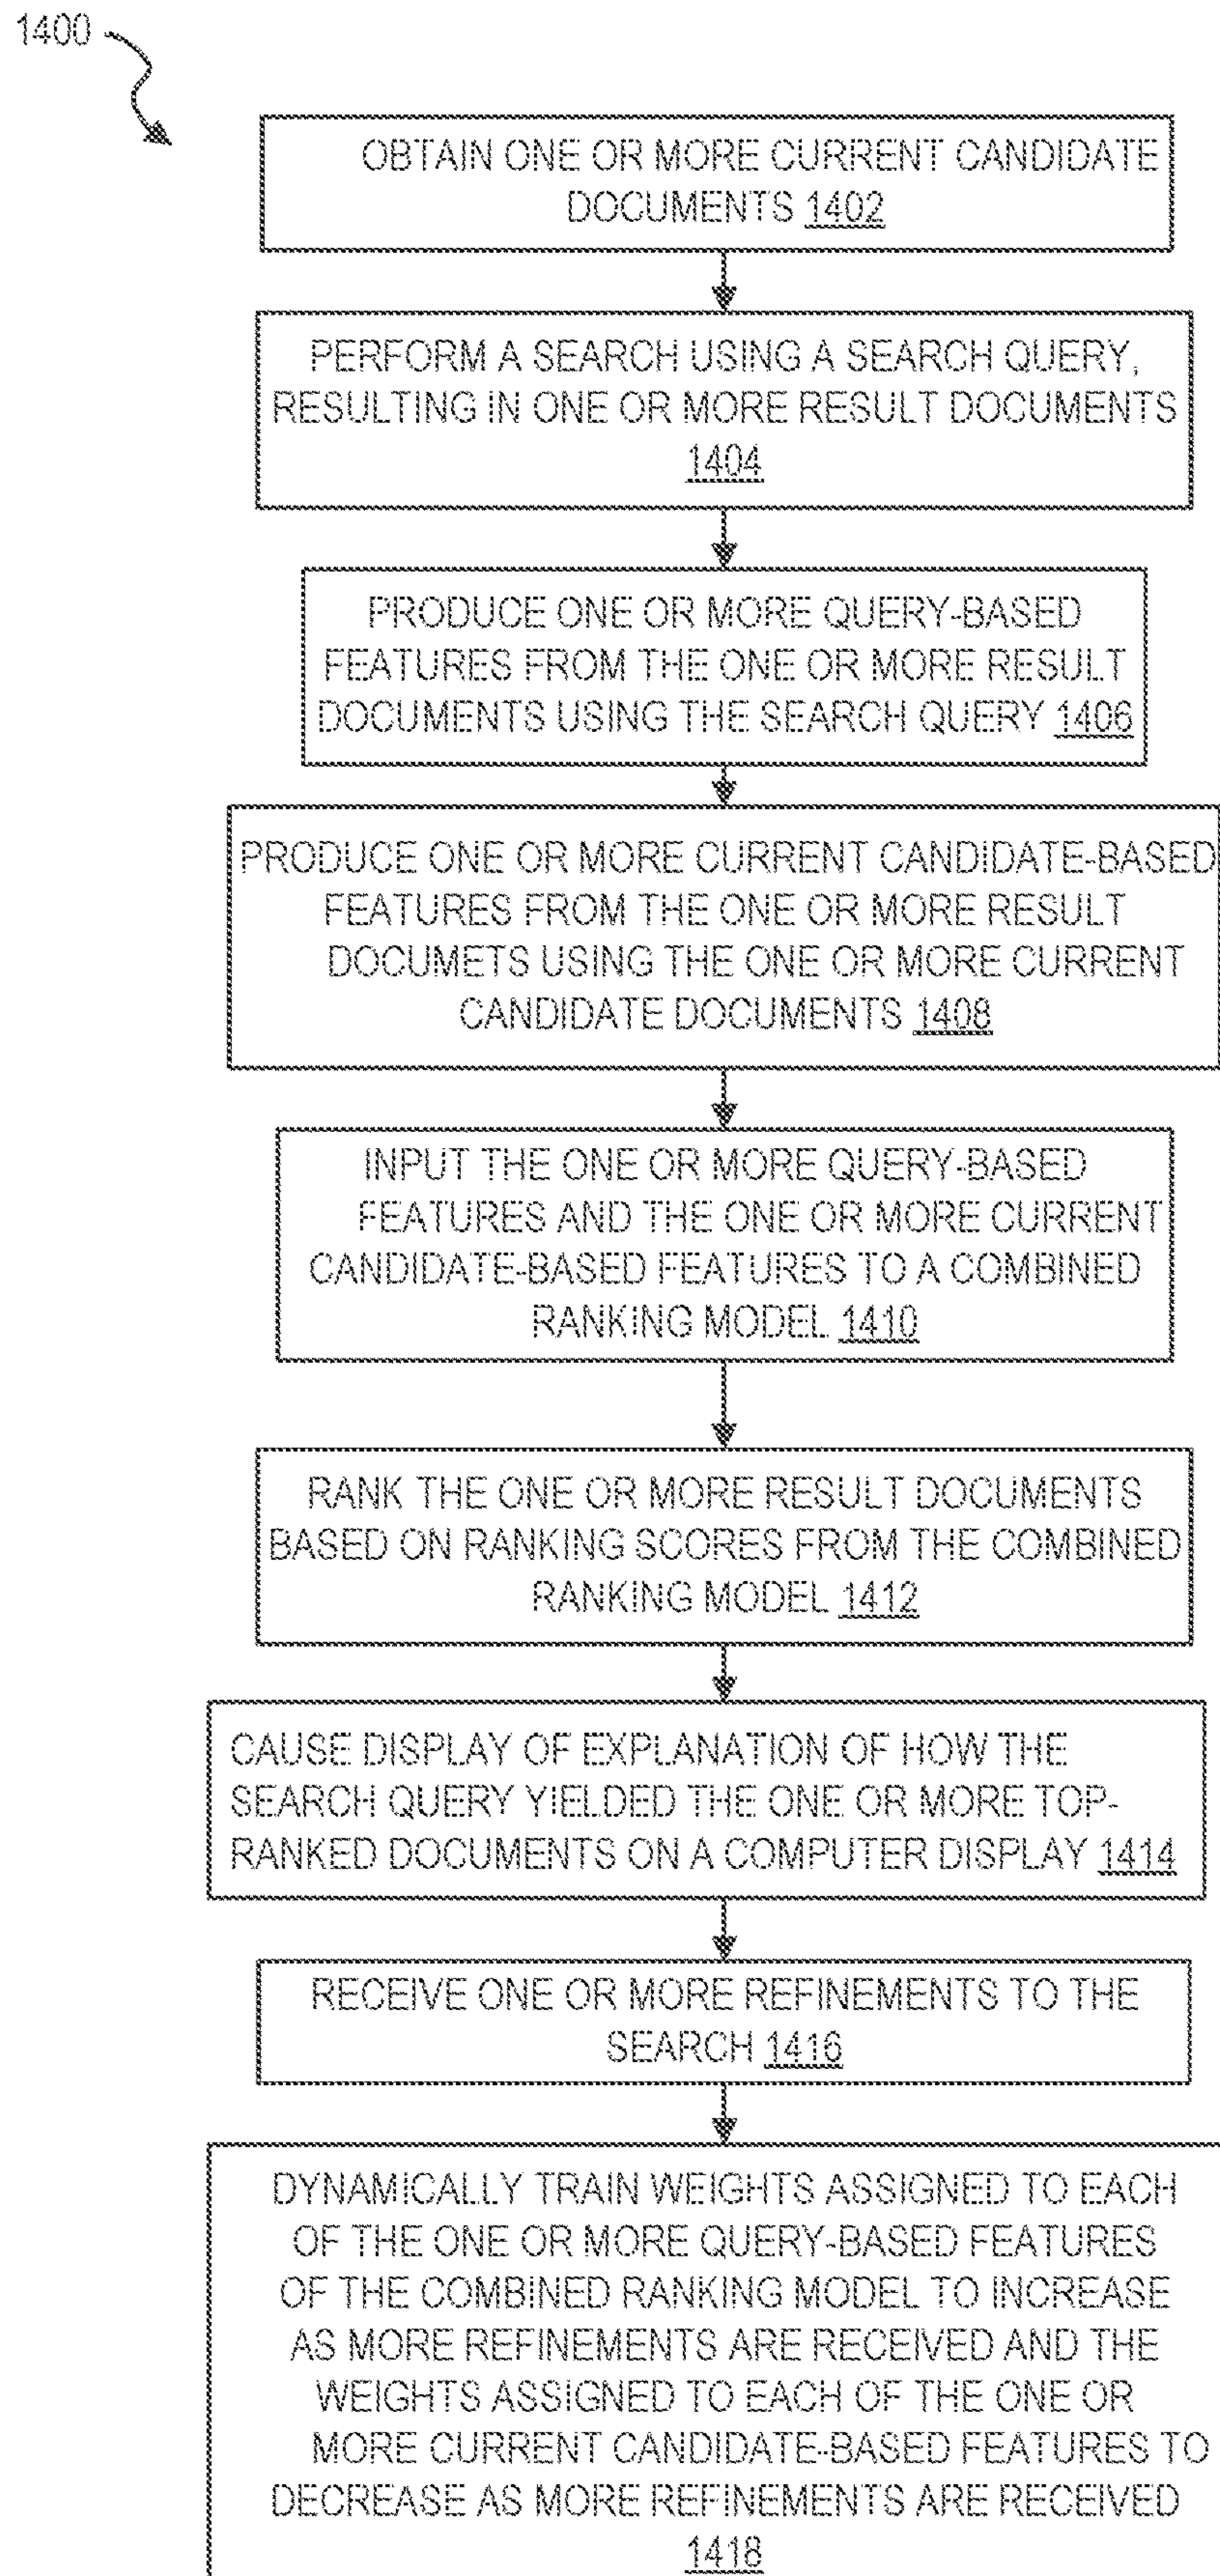 1400
OBTAIN ONE OR MORE CURRENT CANDIDATE
DOCUMENTS 1402
PERFORM A SEARCH USING A SEARCH QUERY,
RESULTING IN ONE OR MORE RESULT DOCUMENTS
1404
PRODUCE ONE OR MORE QUERY-BASED
FEATURES FROM THE ONE OR MORE RESULT
DOCUMENTS USING THE SEARCH QUERY 1406
PRODUCE ONE OR MORE CURRENT CANDIDATE-BASED
FEATURES FROM THE ONE OR MORE RESULT
DOCUMETS USING THE ONE OR MORE CURRENT
CANDIDATE DOCUMENTS 1408
INPUT THE ONE OR MORE QUERY-BASED
FEATURES AND THE ONE OR MORE CURRENT
CANDIDATE-BASED FEATURES TO A COMBINED
RANKING MODEL 1410
RANK THE ONE OR MORE RESULT DOCUMENTS
BASED ON RANKING SCORES FROM THE COMBINED
RANKING MODEL 1412
CAUSE DISPLAY OF EXPLANATION OF HOW THE
SEARCH QUERY YIELDED THE ONE OR MORE TOP-
RANKED DOCUMENTS ON A COMPUTER DISPLAY 1414
RECEIVE ONE OR MORE REFINEMENTS TO THE
SEARCH 1416
DYNAMICALLY TRAIN WEIGHTS ASSIGNED TO EACH
OF THE ONE OR MORE QUERY-BASED FEATURES
OF THE COMBINED RANKING MODEL TO INCREASE
AS MORE REFINEMENTS ARE RECEIVED AND THE
WEIGHTS ASSIGNED TO EACH OF THE ONE OR
MORE CURRENT CANDIDATE-BASED FEATURES TO
DECREASE AS MORE REFINEMENTS ARE RECEIVED
1418